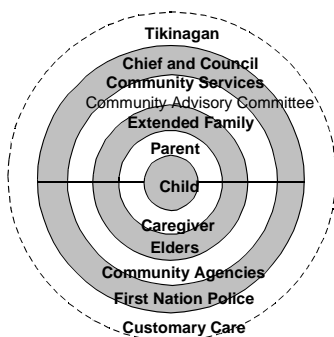 Tikinagan
Chief and Council
Community Services
Community Advisory Committee
Extended Family
Parent
Child
Caregiver
Elders
Community Agencies
First Nation Police
Customary Care